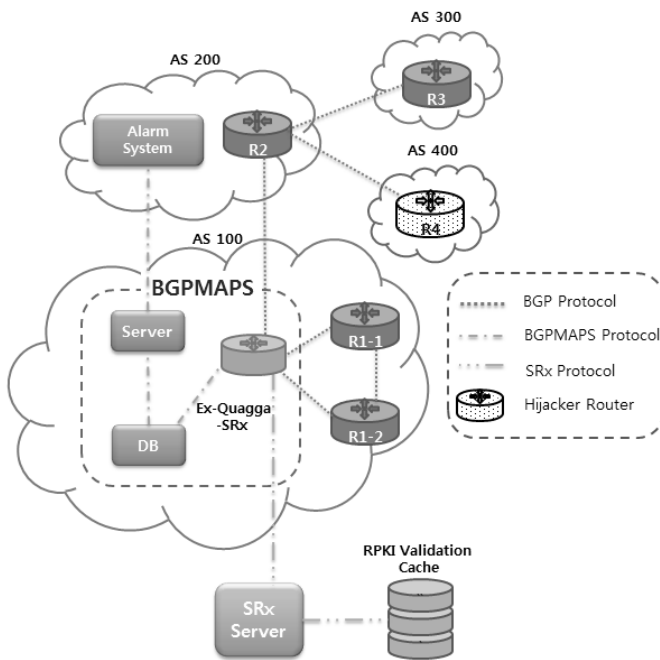 AS 300
R3
AS 200
Alarm
System
R2
AS 400
R4
AS 100
BGPMAPS
Server
R1-1
Ex-Quagga
-SRx
DB
R1-2
BGP Protocol
BGPMAPS Protocol
SRx Protocol
Hijacker Router
RPKI Validation
Cache
SRx
Server